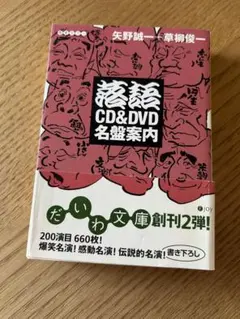 矢野誠一＋草柳俊一
落語
CD&DVD
名盤案内
だいわ文庫創刊2弾!
200演目 660枚!
爆笑名演! 感動名演! 伝説的名演!
書き下ろし
joy